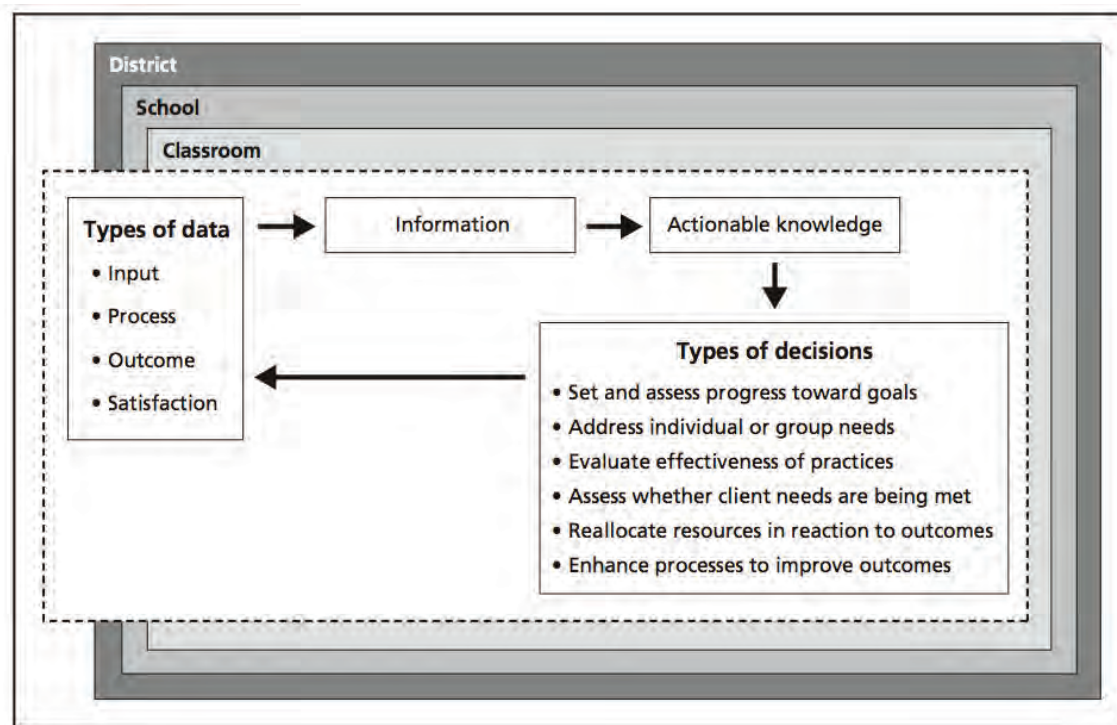 District
School
Classroom
Types of data
• Input
• Process
• Outcome
• Satisfaction
Information
Actionable knowledge
Types of decisions
• Set and assess progress toward goals
• Address individual or group needs
• Evaluate effectiveness of practices
• Assess whether client needs are being met
• Reallocate resources in reaction to outcomes
• Enhance processes to improve outcomes